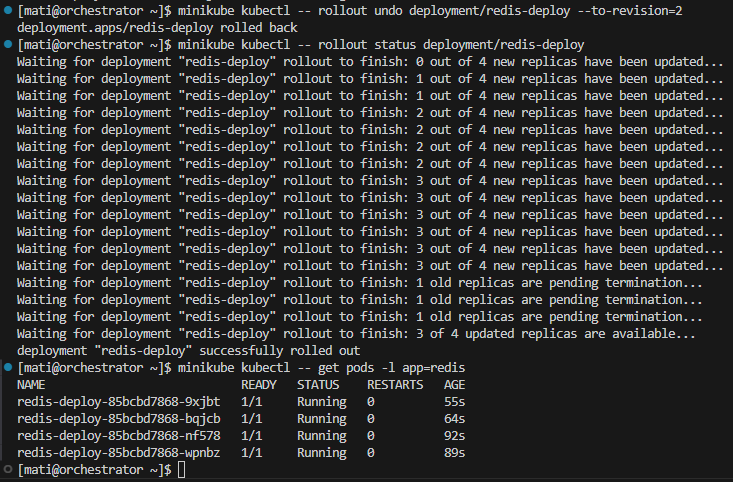 [mati@orchestrator ~]$ minikube kubectl -- rollout undo deployment/redis-deploy --to-revision=2
deployment.apps/redis-deploy rolled back
[mati@orchestrator ~]$ minikube kubectl -- rollout status deployment/redis-deploy
Waiting for deployment "redis-deploy" rollout to finish: 0 out of 4 new replicas have been updated...
Waiting for deployment "redis-deploy" rollout to finish: 1 out of 4 new replicas have been updated...
Waiting for deployment "redis-deploy" rollout to finish: 1 out of 4 new replicas have been updated...
Waiting for deployment "redis-deploy" rollout to finish: 2 out of 4 new replicas have been updated...
Waiting for deployment "redis-deploy" rollout to finish: 2 out of 4 new replicas have been updated...
Waiting for deployment "redis-deploy" rollout to finish: 2 out of 4 new replicas have been updated...
Waiting for deployment "redis-deploy" rollout to finish: 2 out of 4 new replicas have been updated...
Waiting for deployment "redis-deploy" rollout to finish: 3 out of 4 new replicas have been updated...
Waiting for deployment "redis-deploy" rollout to finish: 3 out of 4 new replicas have been updated...
Waiting for deployment "redis-deploy" rollout to finish: 3 out of 4 new replicas have been updated...
Waiting for deployment "redis-deploy" rollout to finish: 3 out of 4 new replicas have been updated...
Waiting for deployment "redis-deploy" rollout to finish: 3 out of 4 new replicas have been updated...
Waiting for deployment "redis-deploy" rollout to finish: 3 out of 4 new replicas have been updated...
Waiting for deployment "redis-deploy" rollout to finish: 1 old replicas are pending termination...
Waiting for deployment "redis-deploy" rollout to finish: 1 old replicas are pending termination...
Waiting for deployment "redis-deploy" rollout to finish: 1 old replicas are pending termination...
Waiting for deployment "redis-deploy" rollout to finish: 3 of 4 updated replicas are available...
deployment "redis-deploy" successfully rolled out
[mati@orchestrator ~]$ minikube kubectl -- get pods -l app=redis
NAME READY STATUS RESTARTS AGE
redis-deploy-85bcbd7868-9xjbt 1/1 Running 0 55s
redis-deploy-85bcbd7868-bqjcb 1/1 Running 0 64s
redis-deploy-85bcbd7868-nf578 1/1 Running 0 92s
redis-deploy-85bcbd7868-wpnbz 1/1 Running 0 89s
[mati@orchestrator ~]$